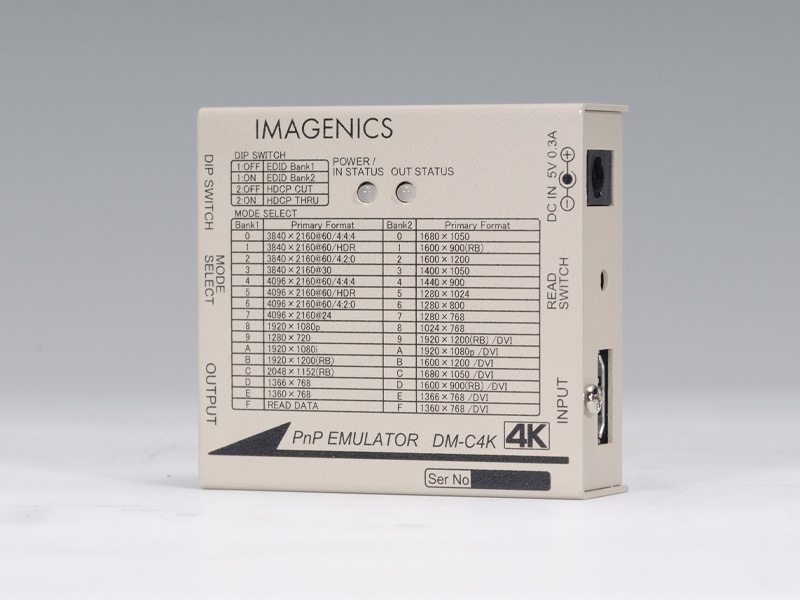 IMAGENICS
DIP SWITCH
1:OFF EDID Bank1
1:ON EDID Bank2
2:OFF HDCP CUT
2:ON HDCP THRU
POWER /
IN STATUS OUT STATUS
MODE SELECT
Bank1 Primary Format Bank2 Primary Format
0 3840×2160@60/4:4:4 0 1680×1050
1 3840×2160@60/HDR 1 1600×900(RB)
2 3840×2160@60/4:2:0 2 1600×1200
3 3840×2160@30 3 1400×1050
4 4096×2160@60/4:4:4 4 1440×900
5 4096×2160@60/HDR 5 1280×1024
6 4096×2160@60/4:2:0 6 1280×800
7 4096×2160@24 7 1280×768
8 1920×1080p 8 1024×768
9 1280×720 9 1920×1200(RB) /DVI
A 1920×1080i A 1920×1080p /DVI
B 1920×1200(RB) B 1600×1200 /DVI
C 2048×1152(RB) C 1680×1050 /DVI
D 1366×768 D 1600×900(RB) /DVI
E 1360×768 E 1366×768 /DVI
F READ DATA F 1360×768 /DVI
DIP SWITCH
MODE
SELECT
OUTPUT
DC IN 5V 0.3A
READ
SWITCH
INPUT
PnP EMULATOR DM-C4K 4K
Ser No